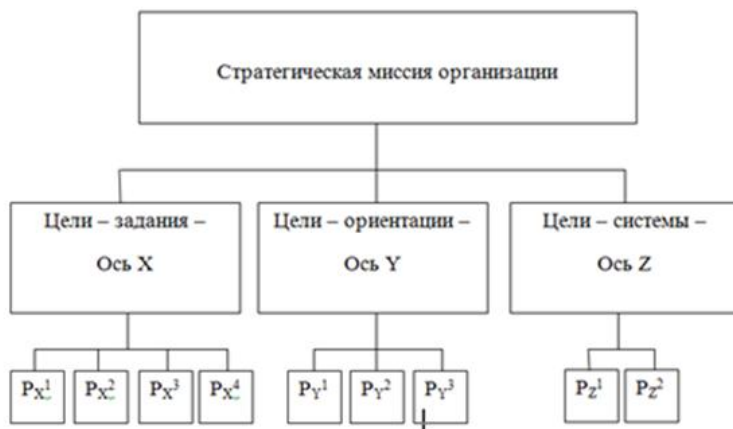 Стратегическая миссия организации
Цели – задания –
Ось X
Цели – ориентации –
Ось Y
Цели – системы –
Ось Z
PX1 PX2 PX3 PX4 PY1 PY2 PY3 PZ1 PZ2